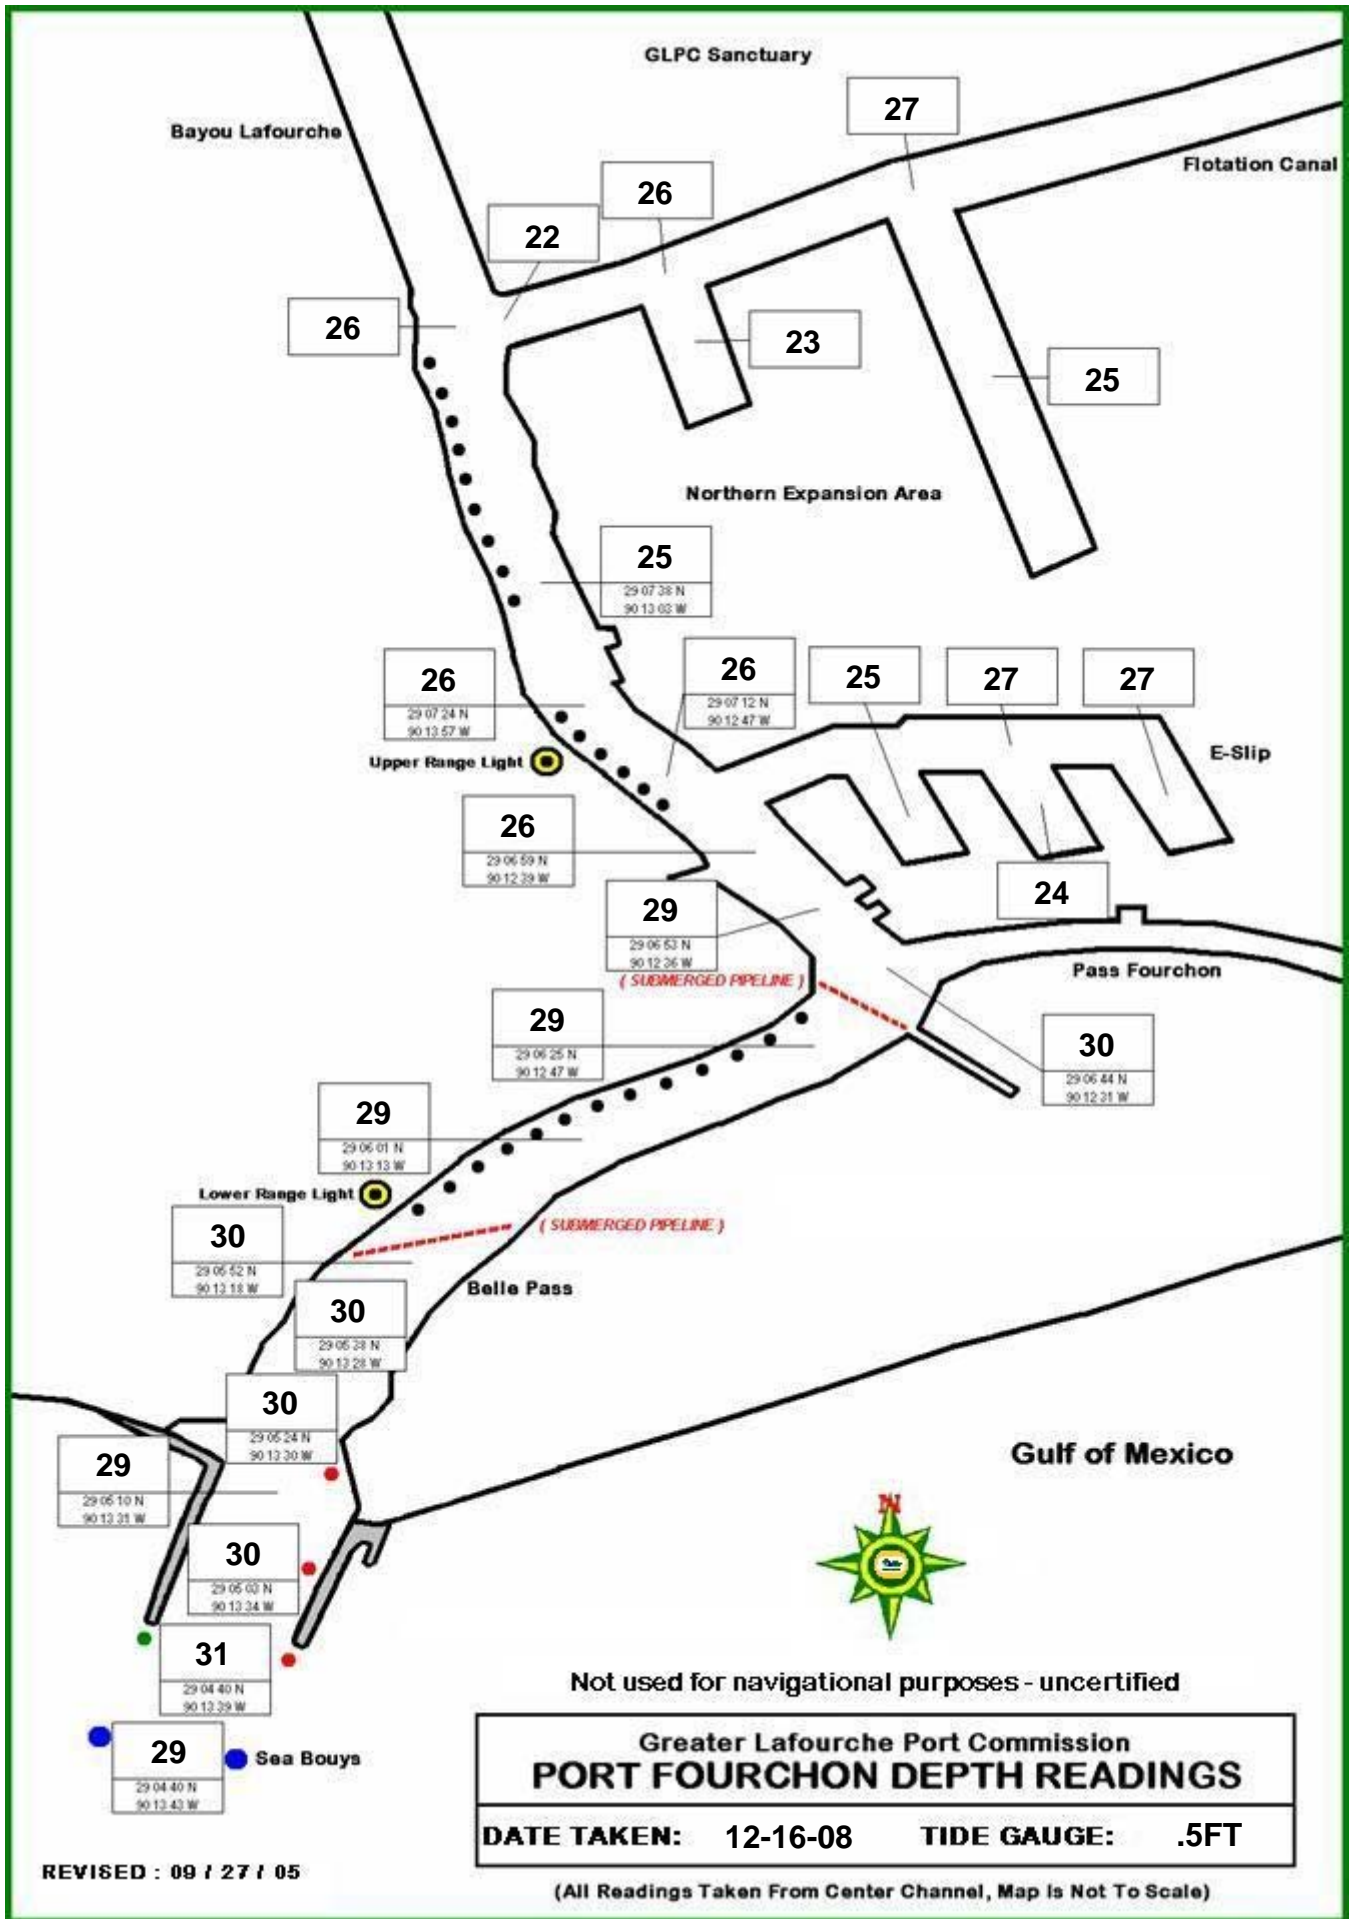 GLPC Sanctuary
27
Bayou Lafourche
Flotation Canal
26
22
26
23
25
Northern Expansion Area
25
29 07 38 N
90 13 03 W
26
29 07 24 N
90 13 57 W
26
29 07 12 N
90 12 47 W
25
27
27
E-Slip
Upper Range Light
26
29 06 59 N
90 12 39 W
24
29
29 06 53 N
90 12 36 W
Pass Fourchon
( SUBMERGED PIPELINE )
29
29 06 25 N
90 12 47 W
30
29 06 44 N
90 12 31 W
29
29 06 01 N
90 13 13 W
Lower Range Light
30
29 05 52 N
90 13 18 W
( SUBMERGED PIPELINE )
Belle Pass
30
29 05 38 N
90 13 28 W
30
29 05 24 N
90 13 30 W
29
29 05 10 N
90 13 31 W
Gulf of Mexico
N
30
29 05 03 N
90 13 34 W
31
29 04 40 N
90 13 39 W
29
29 04 40 N
90 13 43 W
Sea Bouys
Not used for navigational purposes - uncertified
Greater Lafourche Port Commission
PORT FOURCHON DEPTH READINGS
DATE TAKEN: 12-16-08 TIDE GAUGE: .5FT
REVISED : 09 / 27 / 05
(All Readings Taken From Center Channel, Map Is Not To Scale)